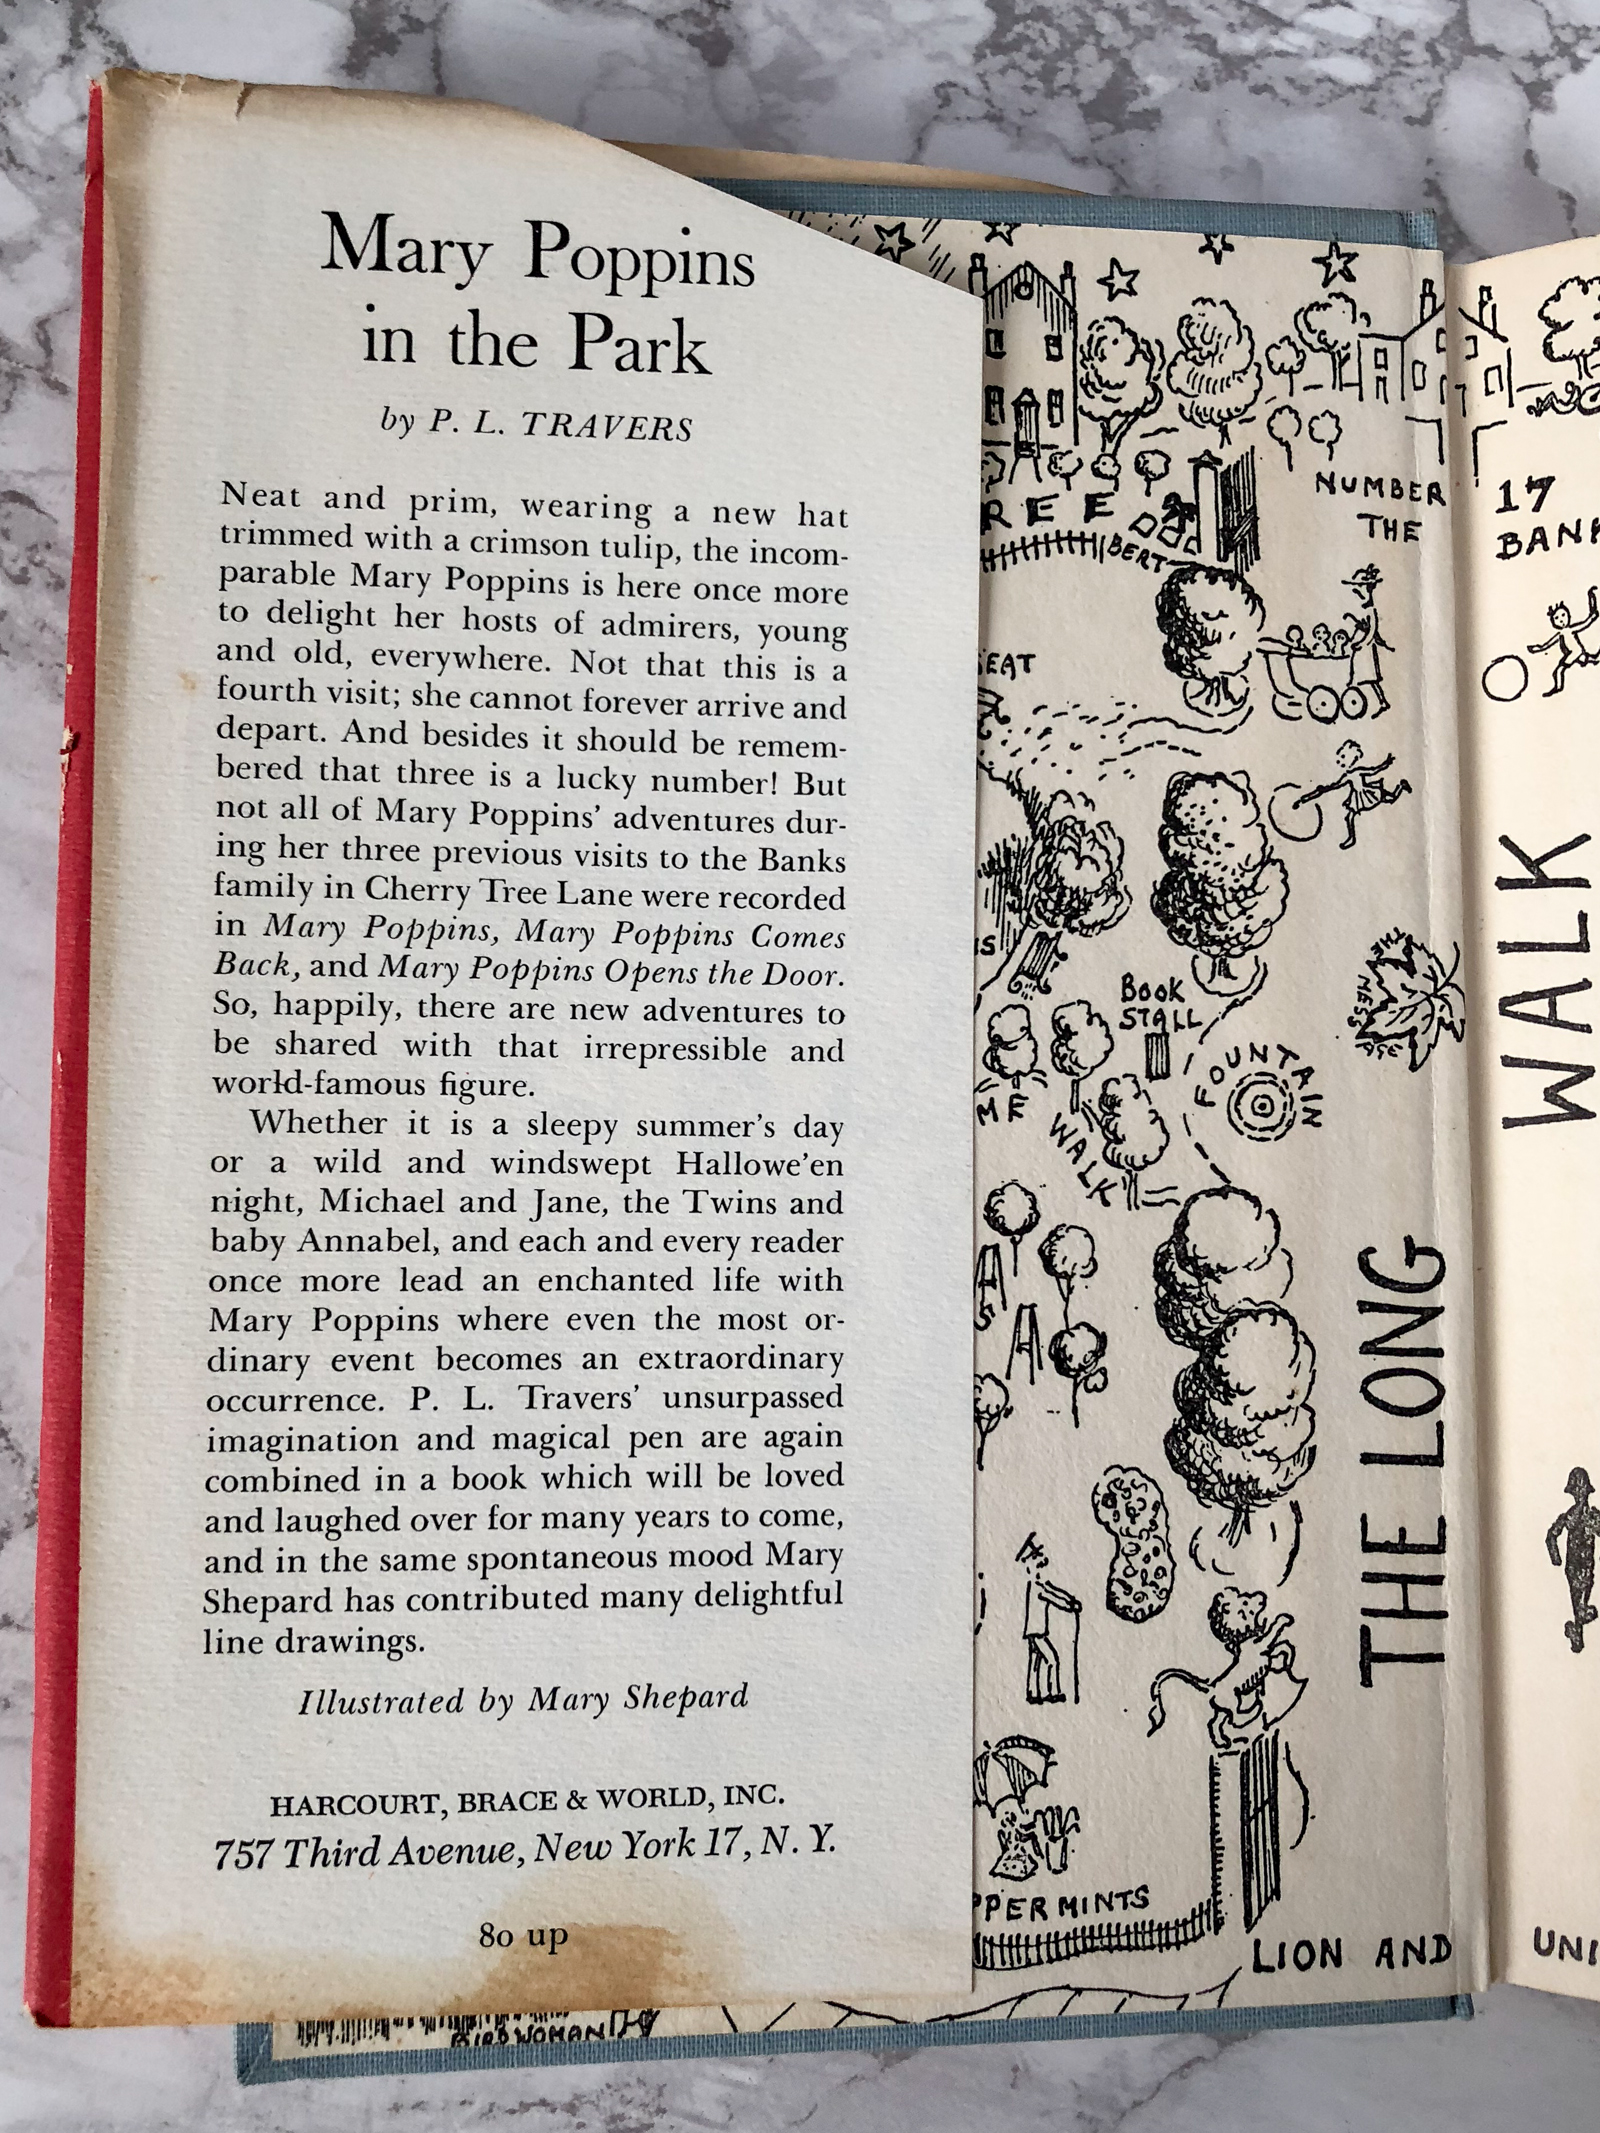 Mary Poppins
in the Park
by P. L. TRAVERS
Neat and prim, wearing a new hat
trimmed with a crimson tulip, the incom-
parable Mary Poppins is here once more
to delight her hosts of admirers, young
and old, everywhere. Not that this is a
fourth visit; she cannot forever arrive and
depart. And besides it should be remem-
bered that three is a lucky number! But
not all of Mary Poppins' adventures dur-
ing her three previous visits to the Banks
family in Cherry Tree Lane were recorded
in Mary Poppins, Mary Poppins Comes
Back, and Mary Poppins Opens the Door.
So, happily, there are new adventures to
be shared with that irrepressible and
world-famous figure.
Whether it is a sleepy summer's day
or a wild and windswept Hallowe'en
night, Michael and Jane, the Twins and
baby Annabel, and each and every reader
once more lead an enchanted life with
Mary Poppins where even the most or-
dinary event becomes an extraordinary
occurrence. P. L. Travers' unsurpassed
imagination and magical pen are again
combined in a book which will be loved
and laughed over for many years to come,
and in the same spontaneous mood Mary
Shepard has contributed many delightful
line drawings.
Illustrated by Mary Shepard
HARCOURT, BRACE & WORLD, INC.
757 Third Avenue, New York 17, N. Y.
80 up
REE
BERT
NUMBER
THE
17
BANK
EAT
BOOK
STALL
FOUNTAIN
THE
MESS
AGE
ME
WALK
THE LONG
WALK
PPERMINTS
LION AND
UNI
BIRD WOMAN